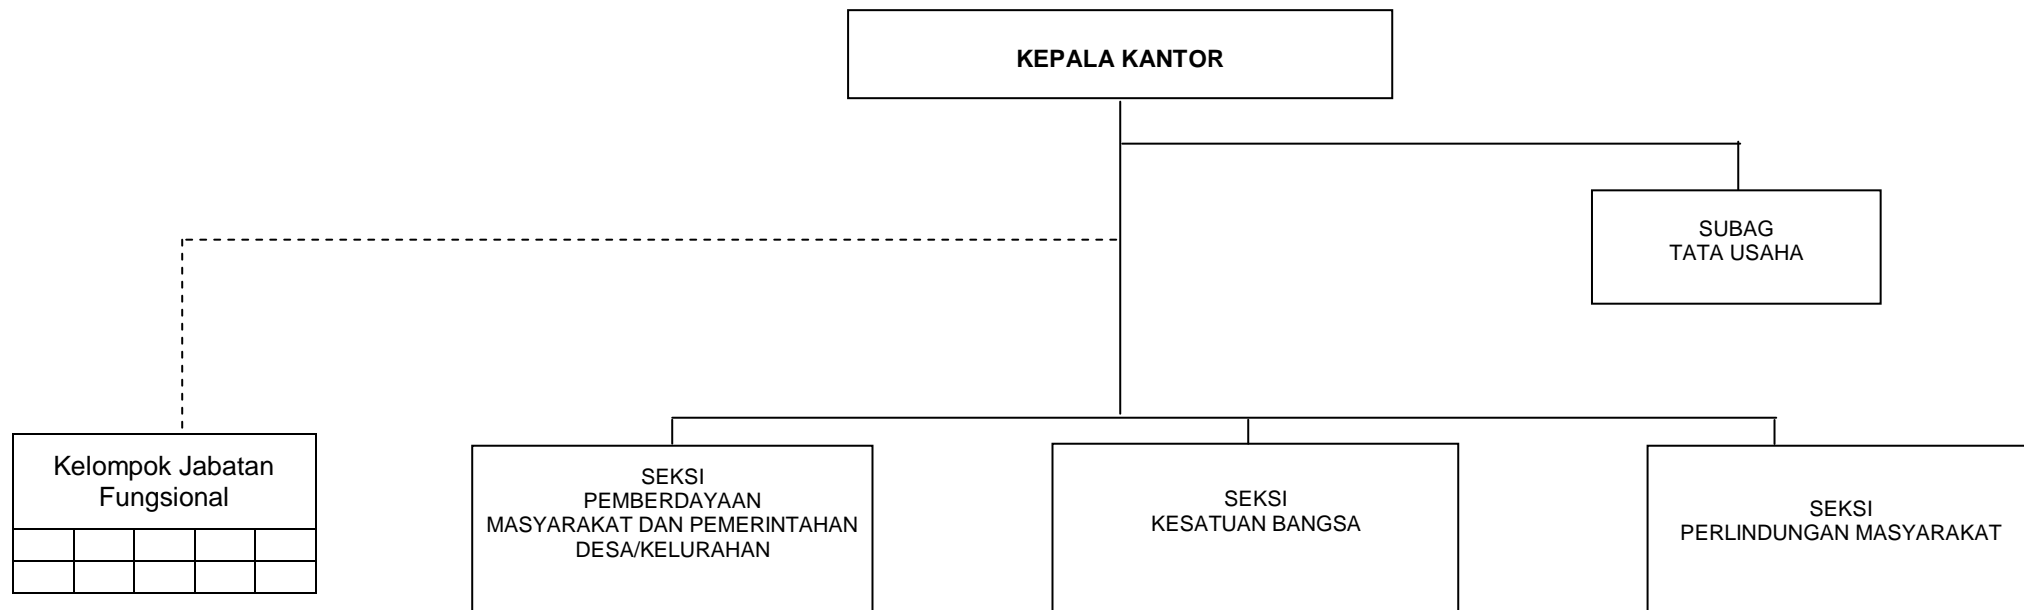 KEPALA KANTOR
SUBAG
TATA USAHA
Kelompok Jabatan
Fungsional
SEKSI
PEMBERDAYAAN
MASYARAKAT DAN PEMERINTAHAN
DESA/KELURAHAN
SEKSI
KESATUAN BANGSA
SEKSI
PERLINDUNGAN MASYARAKAT